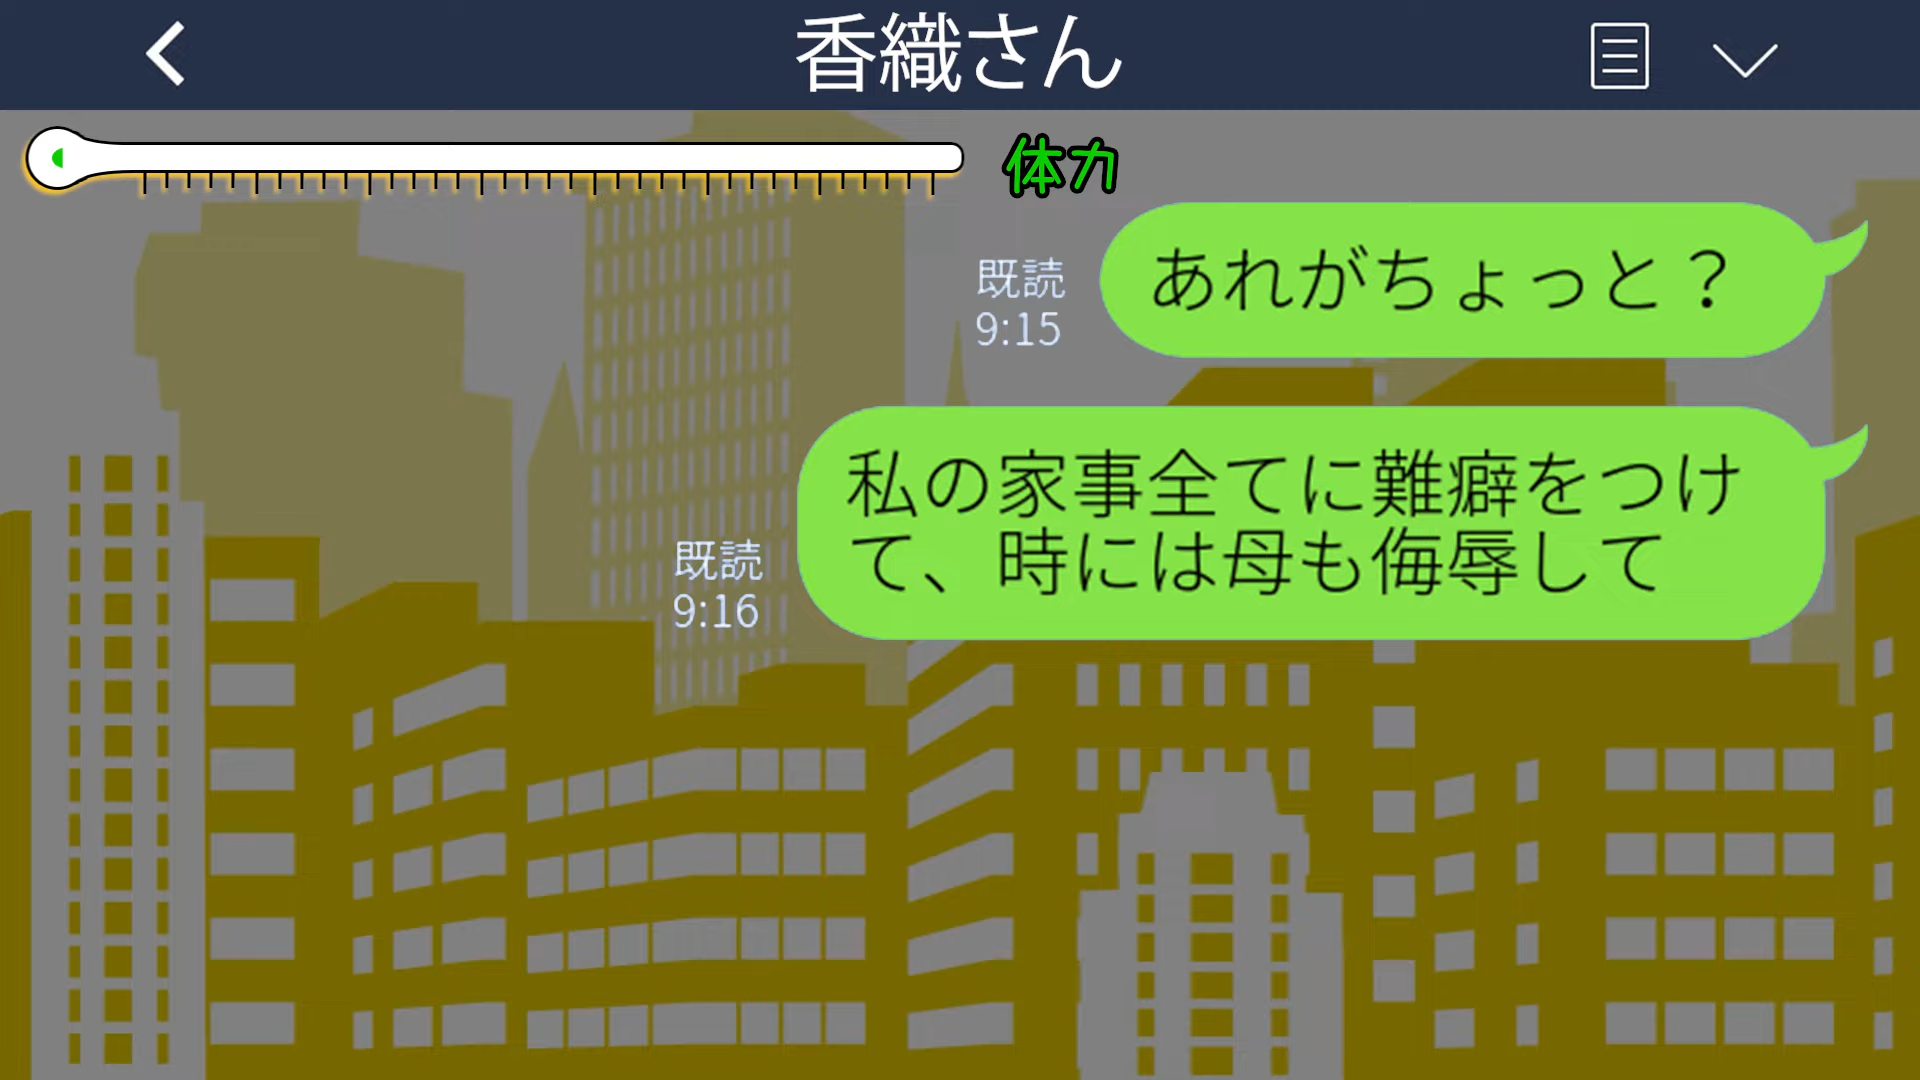 香織さん
体力
あれがちょっと？
既読
9:15
私の家事全てに難癖をつけ
て、時には母も侮辱して
既読
9:16